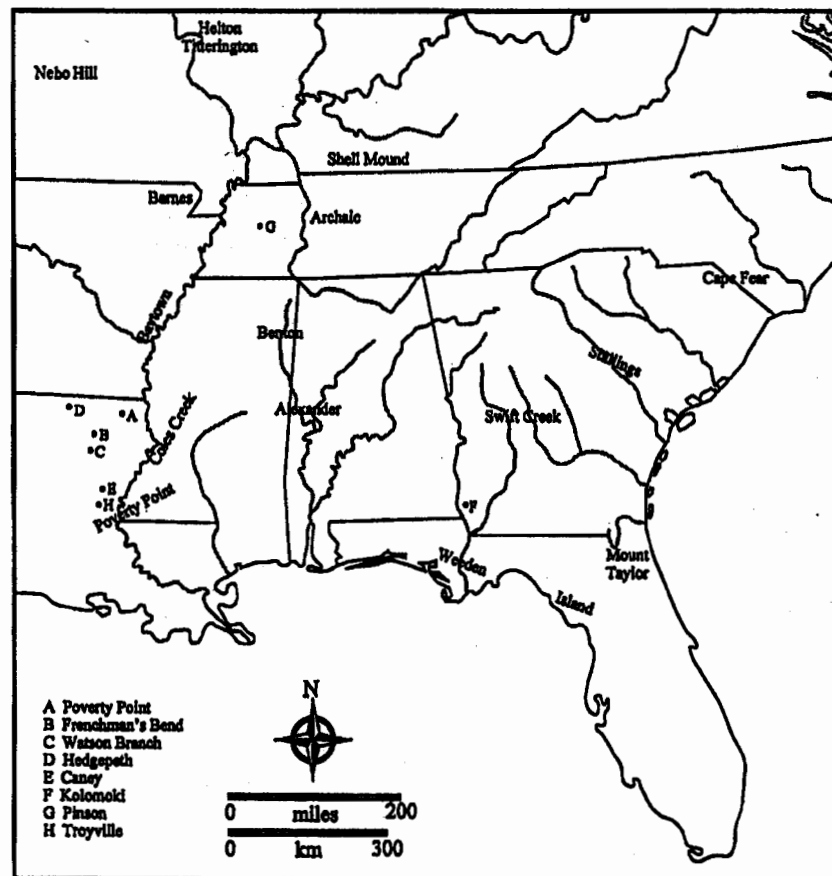 Helton
Titterington
Nebo Hill
Shell Mound
Barnes
Archaic
G
Cape Fear
Baytown
Benton
Stallings
D
A
Alexander
Swift Creek
B
Coles Creek
C
E
H
F
Poverty Point
Weeden
Mount
Taylor
Island
N
A Poverty Point
B Frenchman's Bend
C Watson Branch
D Hedgepeth
E Caney
F Kolomoki
G Pinson
H Troyville
0 miles 200
0 km 300